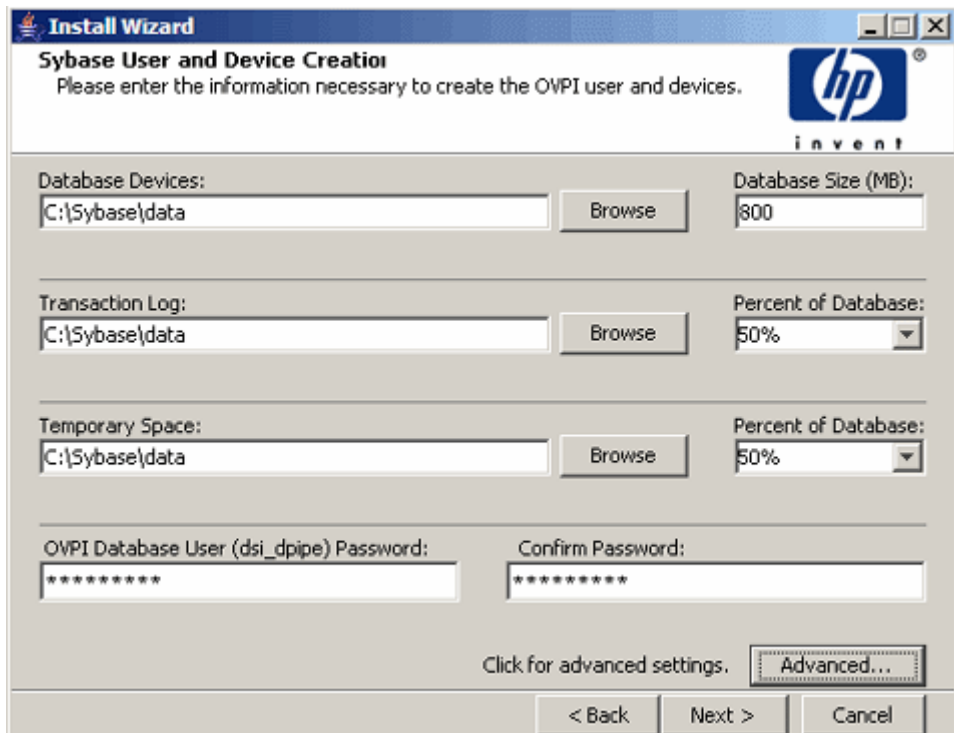 Install Wizard
Sybase User and Device Creation
Please enter the information necessary to create the OVPI user and devices.
hp
®
invent
Database Devices:
Database Size (MB):
C:\Sybase\data
Browse
800
Transaction Log:
Percent of Database:
C:\Sybase\data
Browse
50%
Temporary Space:
Percent of Database:
C:\Sybase\data
Browse
50%
OVPI Database User (dsi_dpipe) Password:
Confirm Password:
*********
*********
Click for advanced settings.
Advanced...
< Back
Next >
Cancel